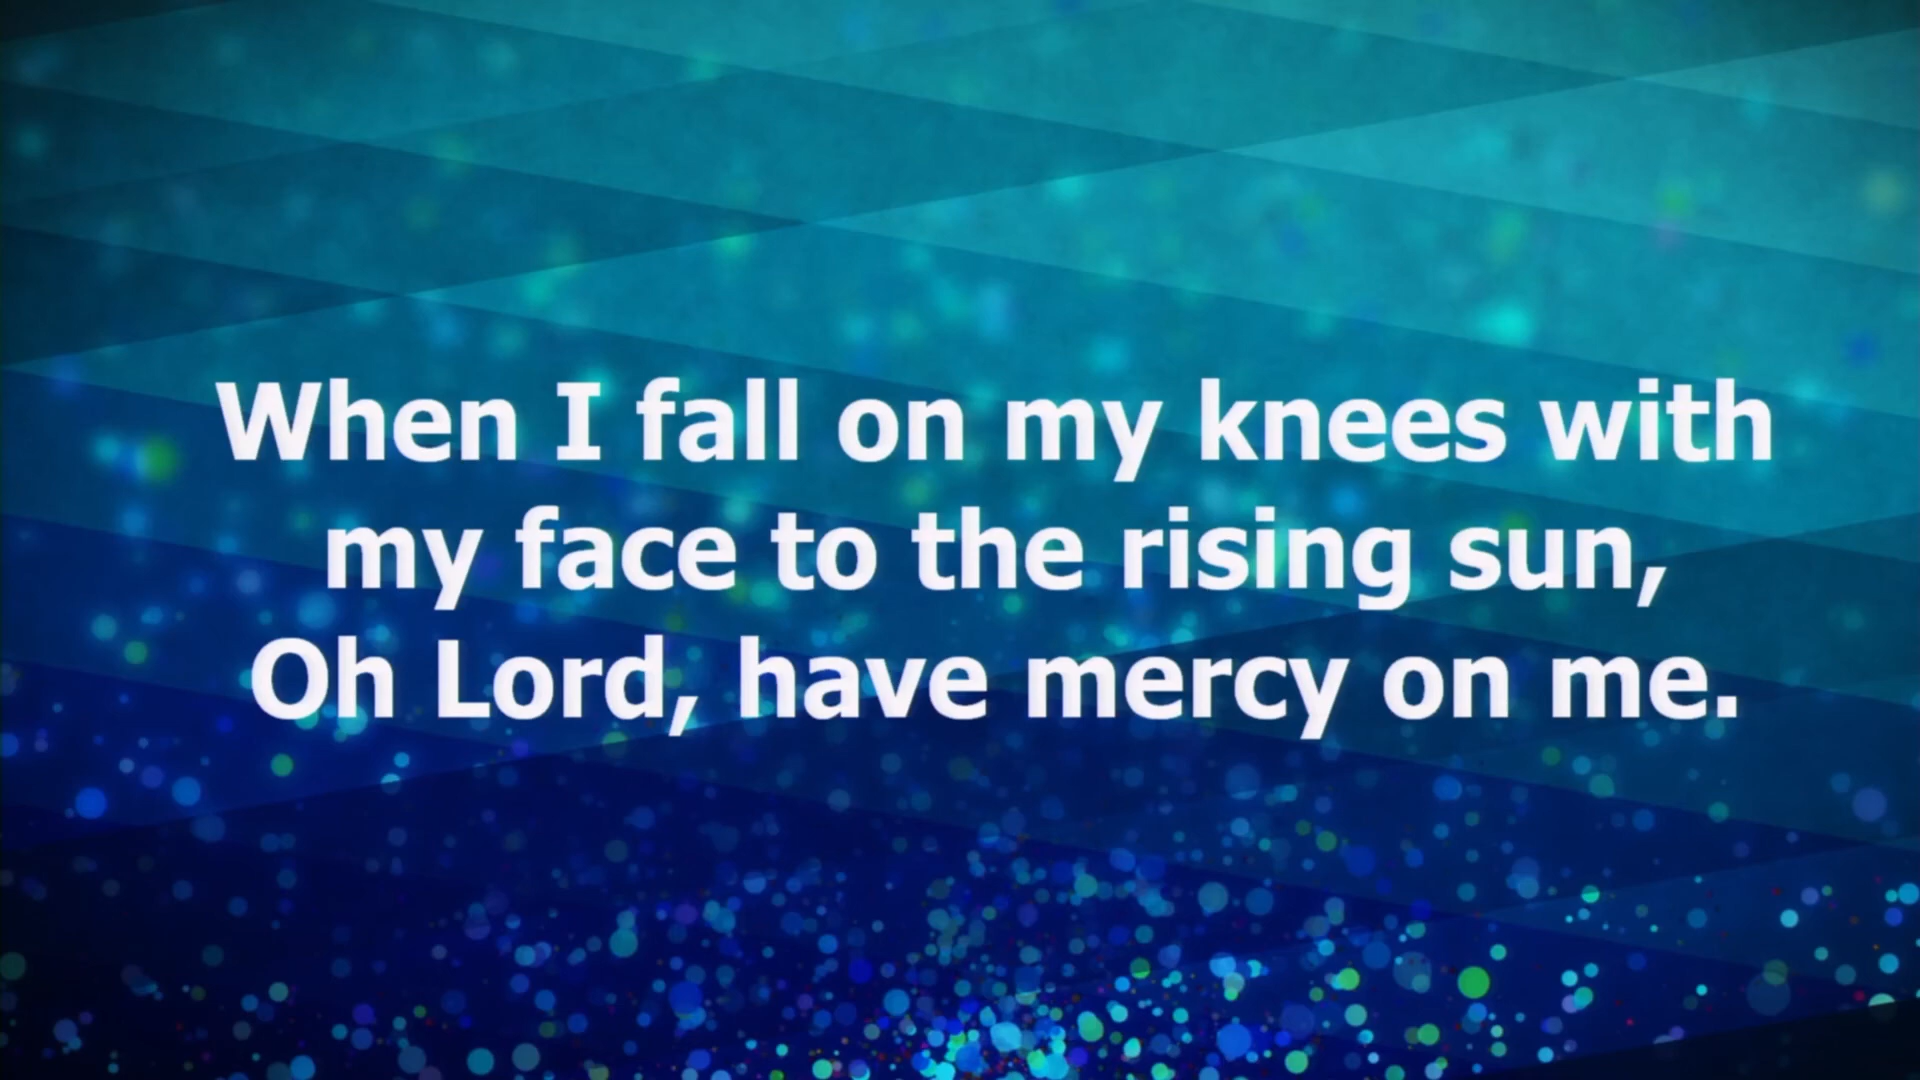 When I fall on my knees with
my face to the rising sun,
Oh Lord, have mercy on me.